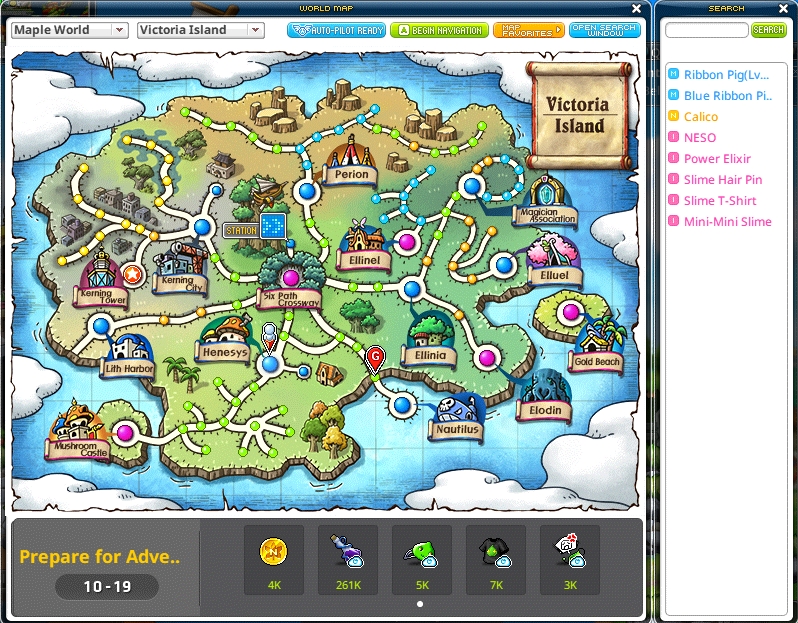 WORLD MAP
SEARCH
Maple World
Victoria Island
AUTO-PILOT READY
BEGIN NAVIGATION
MAP
FAVORITES
OPEN SEARCH
WINDOW
SEARCH
Victoria
Island
Perion
Magician
Association
STATION
Ellinel
Elluel
Kerning
Tower
Kerning
City
Six Path
Crossway
Lith Harbor
Henesys
Ellinia
Gold Beach
Elodin
Nautilus
Mushroom
Castle
G
Ribbon Pig(Lv...
Blue Ribbon Pi..
Calico
NESO
Power Elixir
Slime Hair Pin
Slime T-Shirt
Mini-Mini Slime
Prepare for Adve..
10-19
N
4K
261K
5K
7K
3K